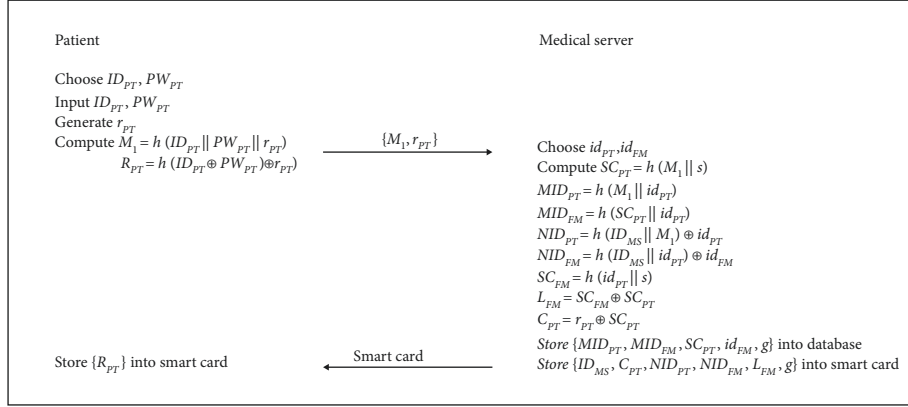 Patient
Medical server
Choose ID_PT, PW_PT
Input ID_PT, PW_PT
Generate r_PT
Compute M_1 = h (ID_PT || PW_PT || r_PT)
R_PT = h (ID_PT ⊕ PW_PT)⊕r_PT)
{M_1, r_PT}
Choose id_PT,id_FM
Compute SC_PT = h (M_1 || s)
MID_PT = h (M_1 || id_PT)
MID_FM = h (SC_PT || id_PT)
NID_PT = h (ID_MS || M_1) ⊕ id_PT
NID_FM = h (ID_MS || id_PT) ⊕ id_FM
SC_FM = h (id_PT || s)
L_FM = SC_FM ⊕ SC_PT
C_PT = r_PT ⊕ SC_PT
Store {MID_PT, MID_FM, SC_PT, id_FM, g} into database
Store {ID_MS, C_PT, NID_PT, NID_FM, L_FM, g} into smart card
Smart card
Store {R_PT} into smart card